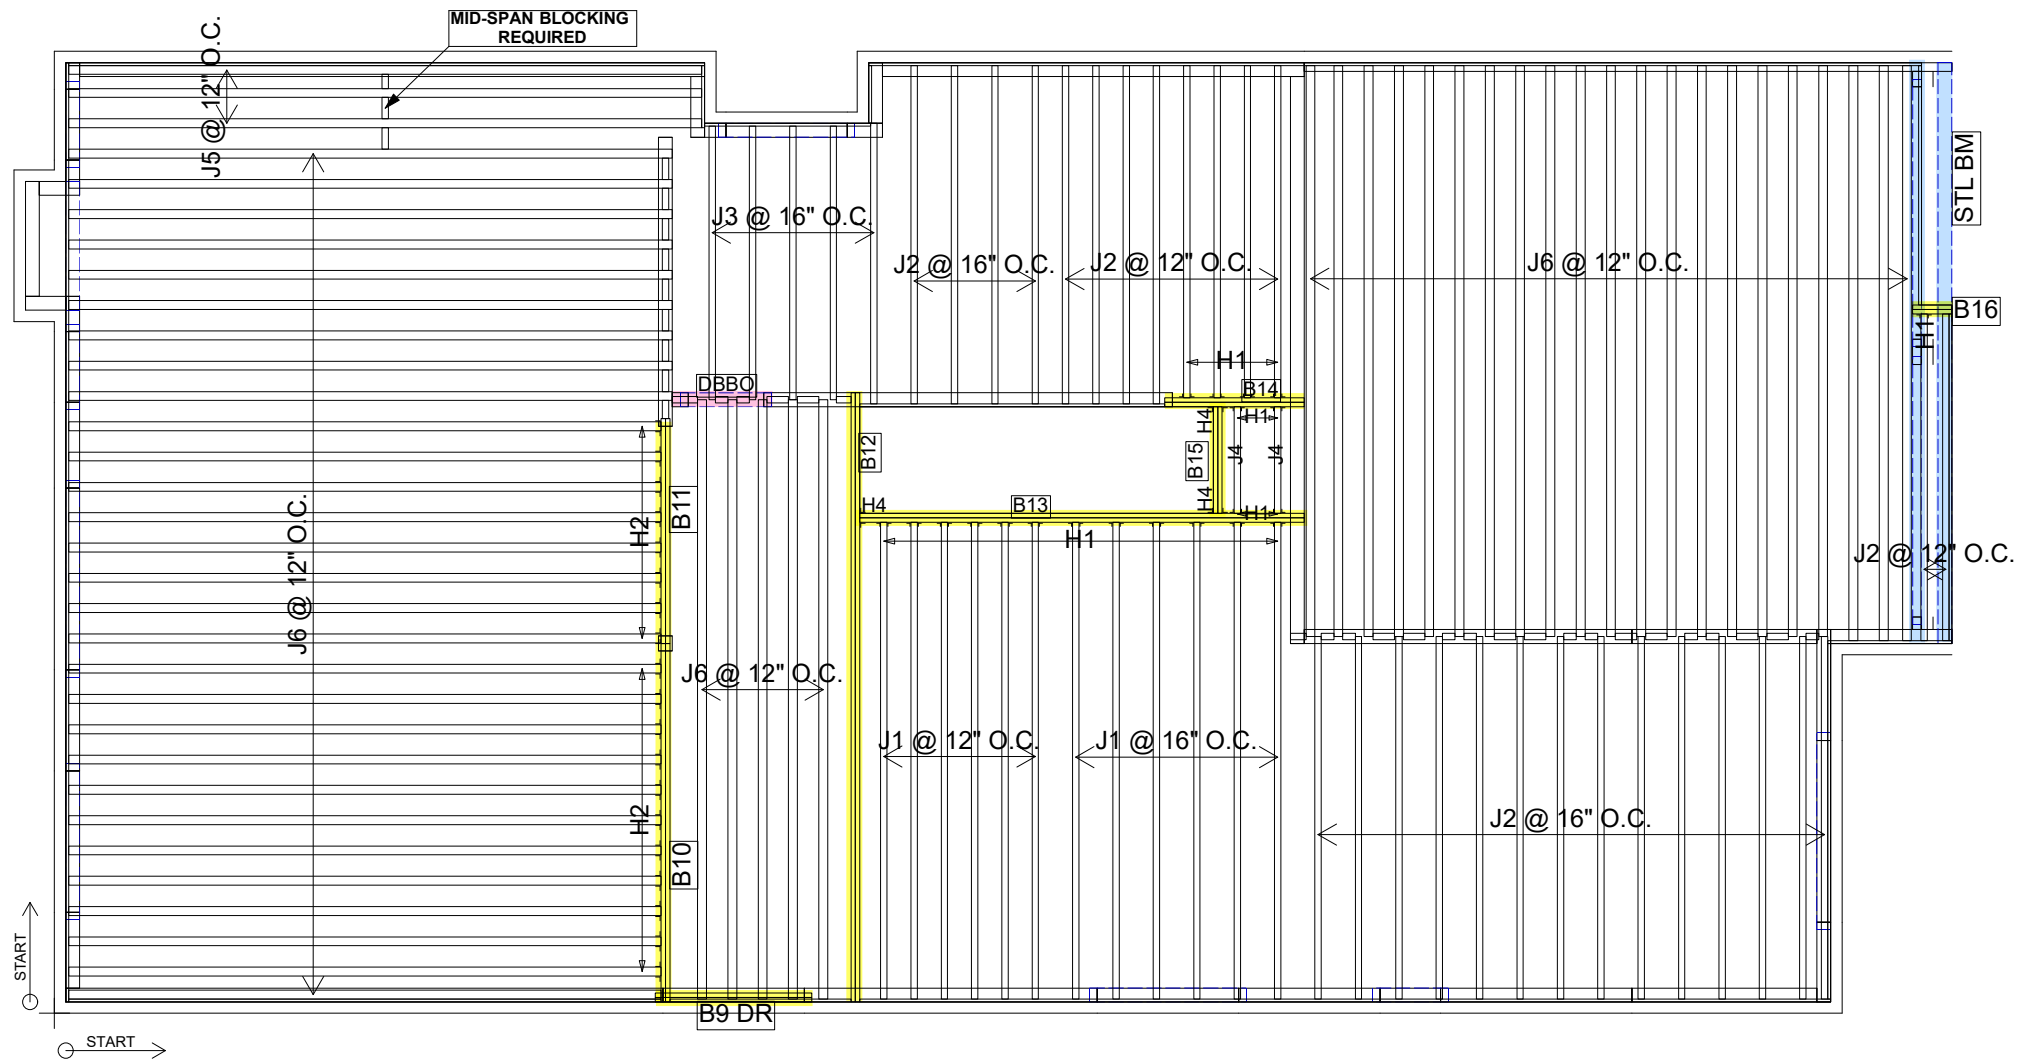 MID-SPAN BLOCKING
REQUIRED
J5 @ 12" O.C.
STL BM
J3 @ 16" O.C.
J2 @ 16" O.C.
J2 @ 12" O.C.
J6 @ 12" O.C.
B16
H1
H1
DBBO
B14
H1
H4
J4
J4
B12
B15
H4
H4
B13
H1
B11
H2
H1
J2 @ 12" O.C.
J6 @ 12" O.C.
J6 @ 12" O.C.
J1 @ 12" O.C.
J1 @ 16" O.C.
J2 @ 16" O.C.
H2
B10
START
B9 DR
START